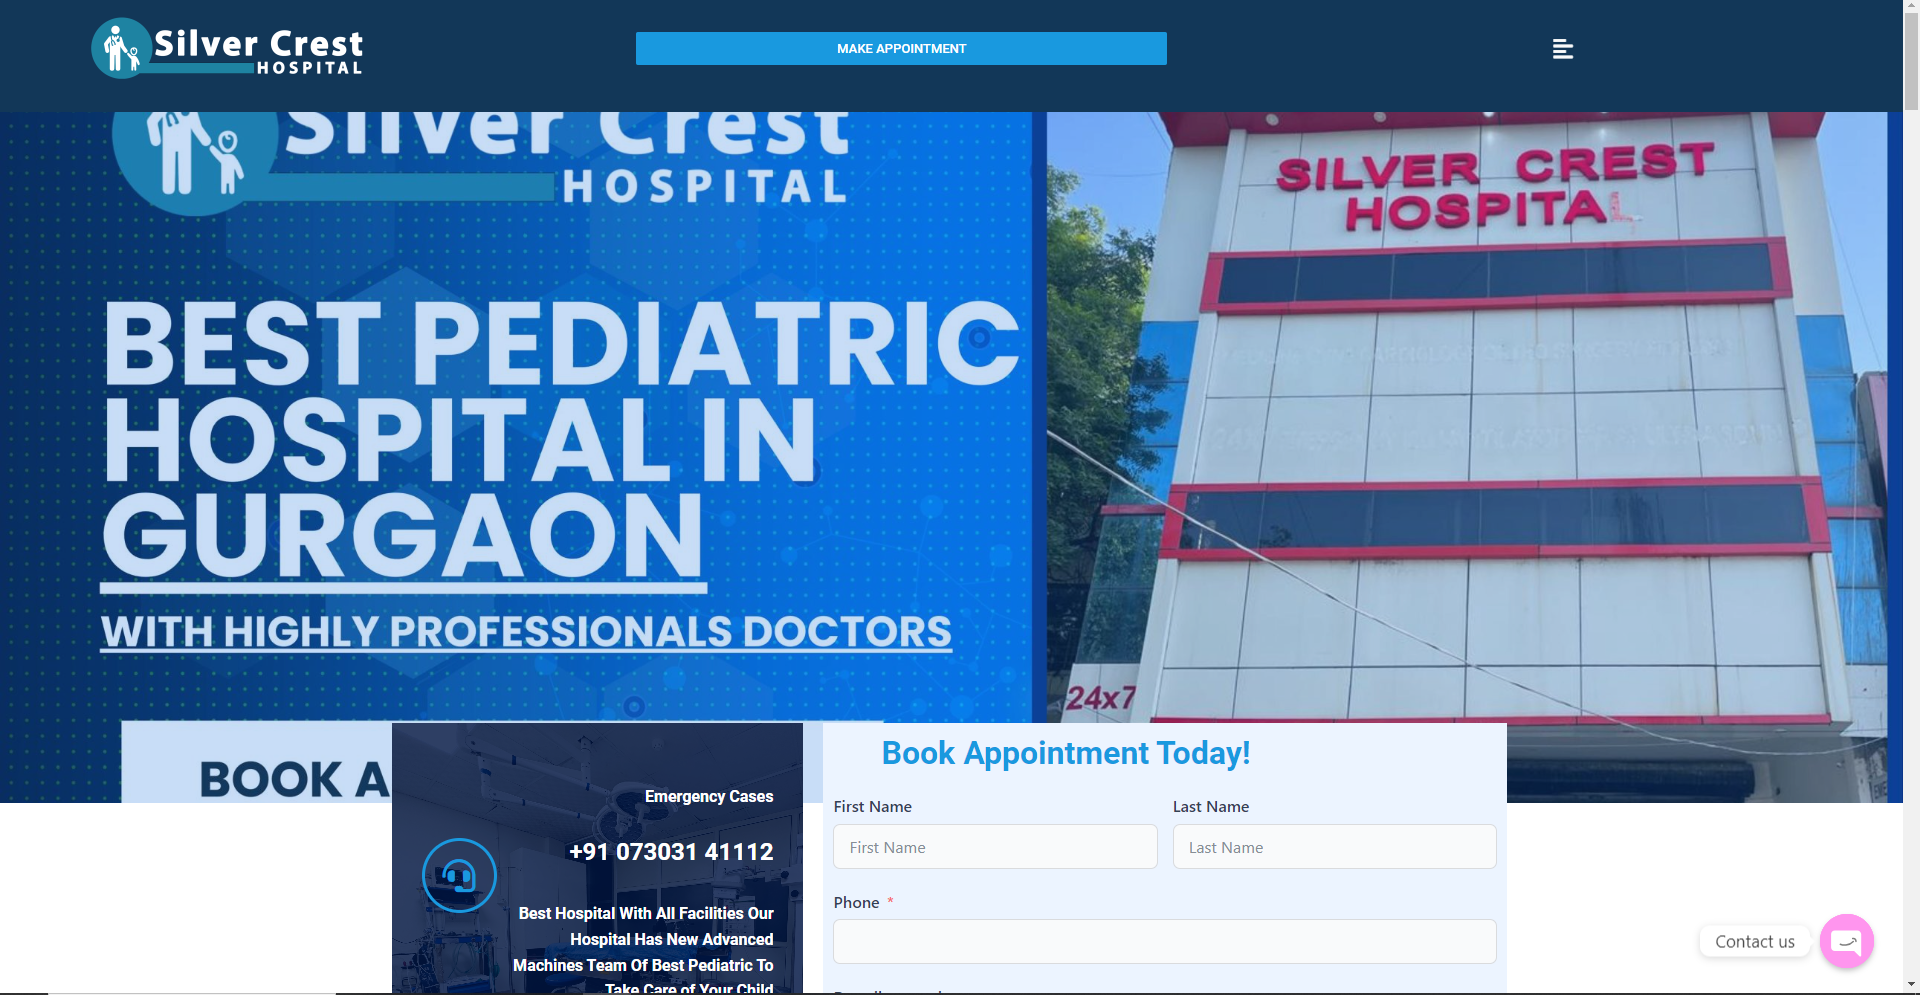 Silver Crest
HOSPITAL
MAKE APPOINTMENT
Silver Crest
HOSPITAL
BEST PEDIATRIC
HOSPITAL IN
GURGAON
WITH HIGHLY PROFESSIONALS DOCTORS
BOOK A
SILVER CREST
HOSPITAL
24x7
Emergency Cases
+91 073031 41112
Best Hospital With All Facilities Our
Hospital Has New Advanced
Machines Team Of Best Pediatric To
Take Care of Your Child
Book Appointment Today!
First Name
Last Name
First Name
Last Name
Phone *
Contact us